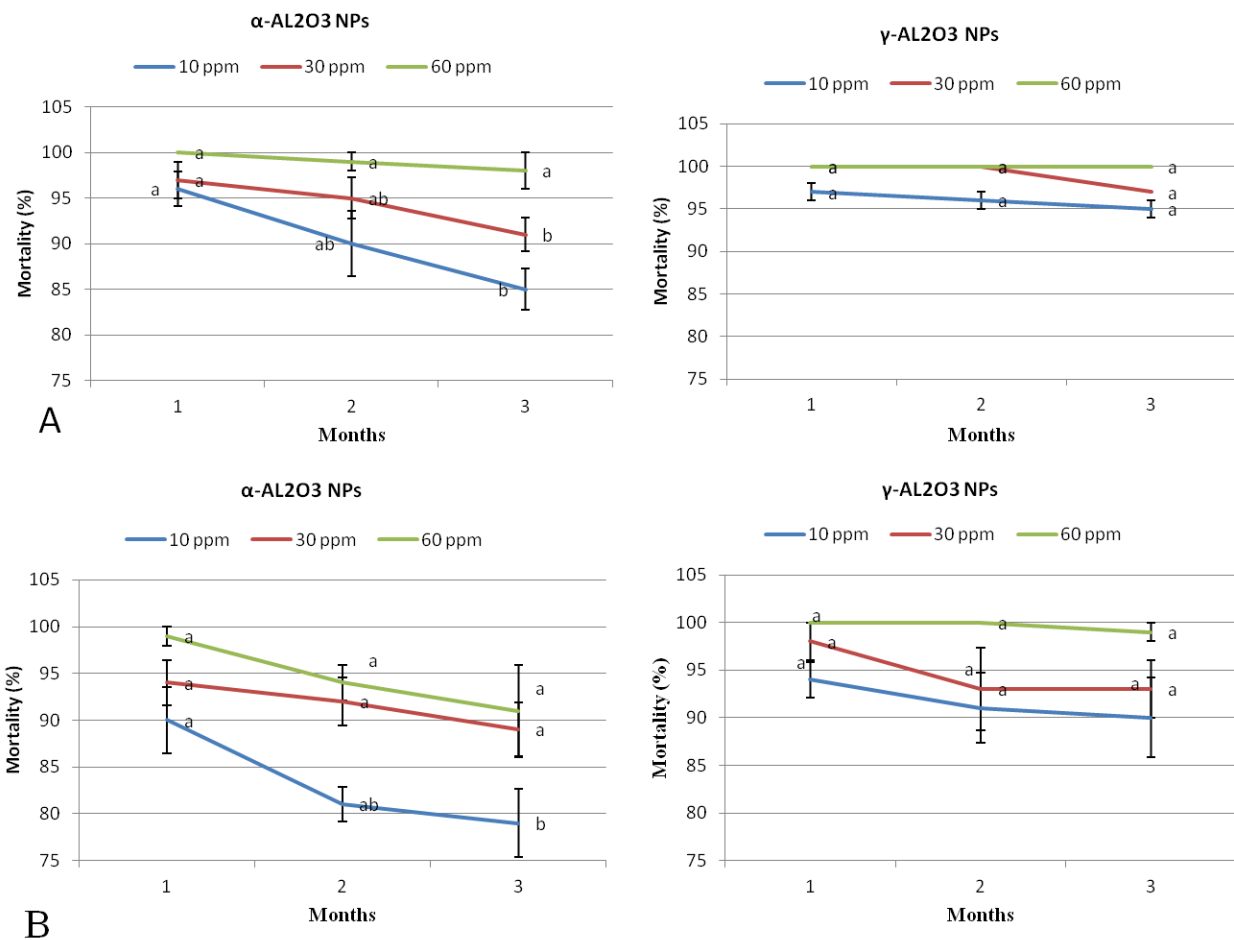 α-AL2O3 NPs
10 ppm 30 ppm 60 ppm
105
100
95
90
85
80
75
Mortality (%)
a
a
a
a
ab
ab
a
b
b
1 2 3
Months
A
γ-AL2O3 NPs
10 ppm 30 ppm 60 ppm
105
100
95
90
85
80
75
Mortality (%)
a
a
a
a
a
a
a
1 2 3
Months
α-AL2O3 NPs
10 ppm 30 ppm 60 ppm
105
100
95
90
85
80
75
Mortality (%)
a
a
a
a
a
ab
a
a
b
1 2 3
Months
B
γ-AL2O3 NPs
10 ppm 30 ppm 60 ppm
105
100
95
90
85
80
75
Mortality (%)
a
a
a
a
a
a
a
a
a
1 2 3
Months